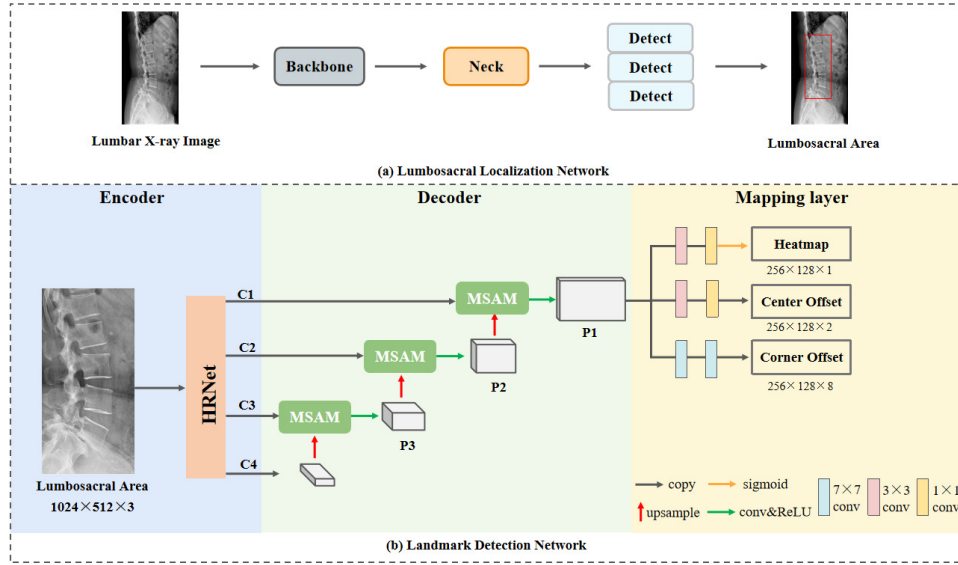 Lumbar X-ray Image
Backbone
Neck
Detect
Detect
Detect
Lumbosacral Area
(a) Lumbosacral Localization Network
Encoder
Decoder
Mapping layer
Lumbosacral Area
1024×512×3
HRNet
C1
C2
C3
C4
MSAM
MSAM
MSAM
P1
P2
P3
Heatmap
256×128×1
Center Offset
256×128×2
Corner Offset
256×128×8
copy
sigmoid
upsample
conv&ReLU
7×7
conv
3×3
conv
1×1
conv
(b) Landmark Detection Network